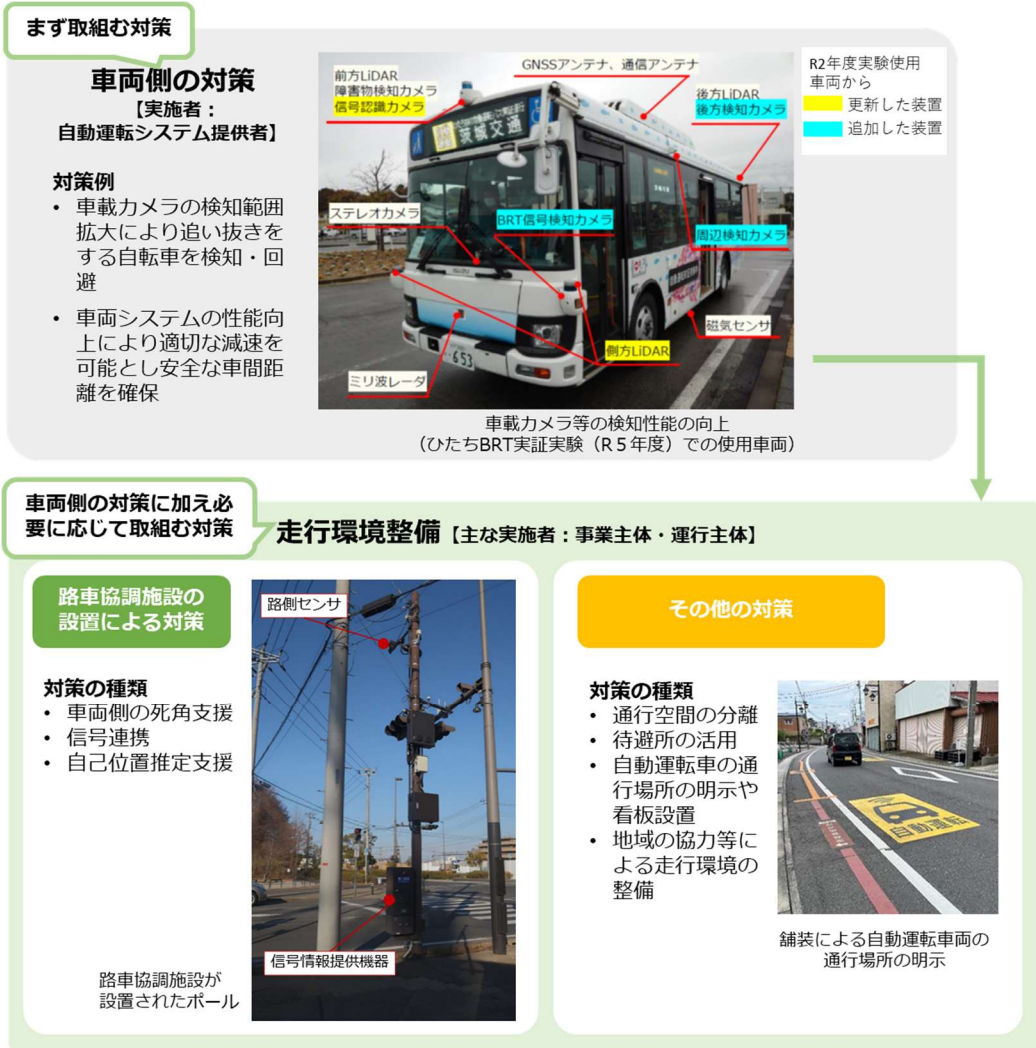 まず取組む対策
車両側の対策
【実施者：
自動運転システム提供者】
対策例
• 車載カメラの検知範囲
拡大により追い抜きを
する自転車を検知・回
避
• 車両システムの性能向
上により適切な減速を
可能とし安全な車間距
離を確保
前方LiDAR
障害物検知カメラ
信号認識カメラ
GNSSアンテナ、通信アンテナ
後方LiDAR
後方検知カメラ
茨城交通
ステレオカメラ
BRT信号検知カメラ
周辺検知カメラ
磁気センサ
側方LiDAR
ミリ波レーダ
ISUZU
653
R2年度実験使用
車両から
更新した装置
追加した装置
車載カメラ等の検知性能の向上
（ひたちBRT実証実験（R５年度）での使用車両）
車両側の対策に加え必
要に応じて取組む対策
走行環境整備【主な実施者：事業主体・運行主体】
路車協調施設の
設置による対策
対策の種類
• 車両側の死角支援
• 信号連携
• 自己位置推定支援
路側センサ
信号情報提供機器
路車協調施設が
設置されたポール
その他の対策
対策の種類
• 通行空間の分離
• 待避所の活用
• 自動運転車の通
行場所の明示や
看板設置
• 地域の協力等に
よる走行環境の
整備
自動運転
舗装による自動運転車両の
通行場所の明示